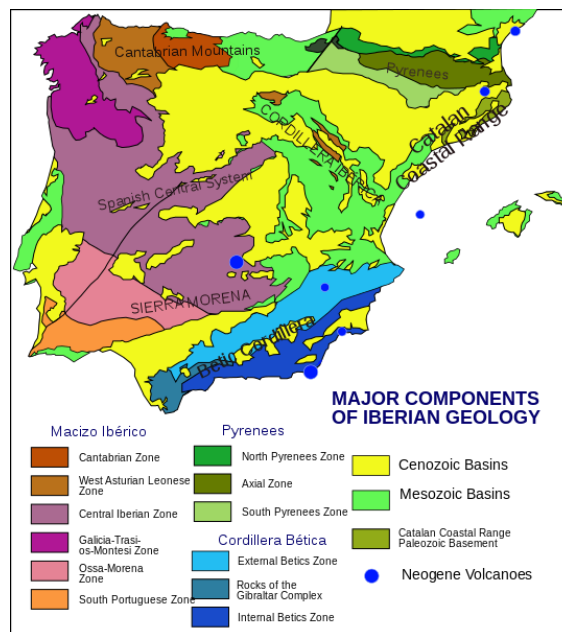 Cantabrian Mountains
Pyrenees
CORDILLERA IBÉRICA
Catalan
Coastal Range
Spanish Central System
SIERRA MORENA
Betic Cordillera
MAJOR COMPONENTS
OF IBERIAN GEOLOGY
Macizo Ibérico
Cantabrian Zone
West Asturian Leonese
Zone
Central Iberian Zone
Galicia-Trasi-
os-Montesi Zone
Ossa-Morena
Zone
South Portuguese Zone
Pyrenees
North Pyrenees Zone
Axial Zone
South Pyrenees Zone
Cordillera Bética
External Betics Zone
Rocks of the
Gibraltar Complex
Internal Betics Zone
Cenozoic Basins
Mesozoic Basins
Catalan Coastal Range
Paleozoic Basement
Neogene Volcanoes